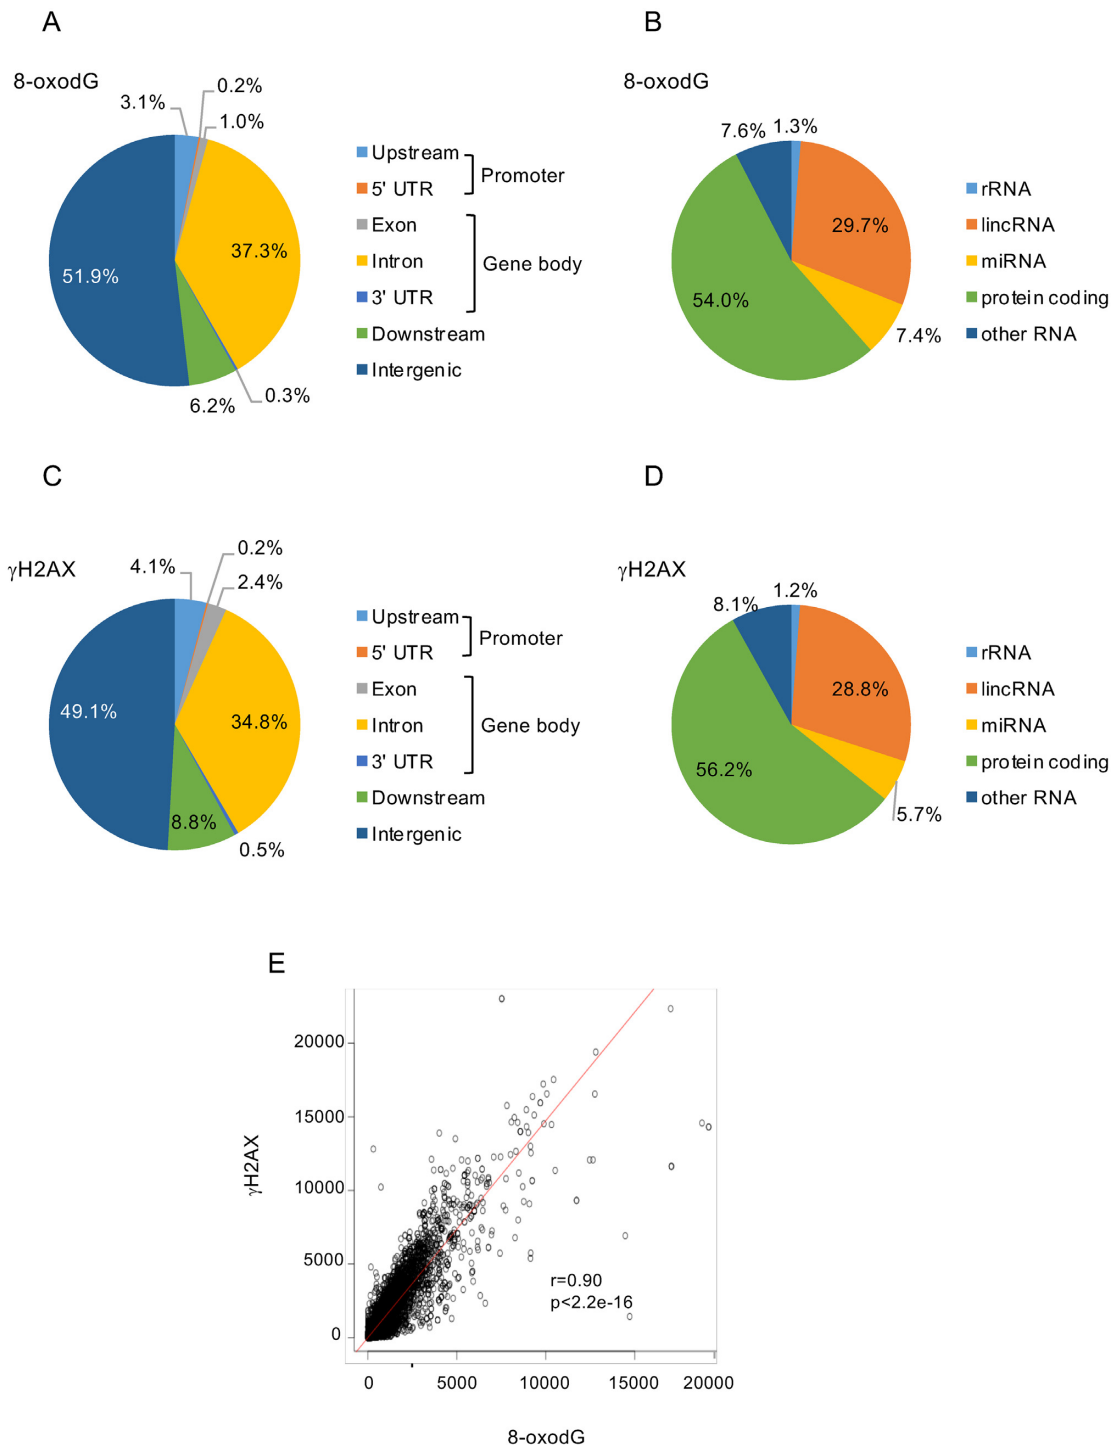 A
B
8-oxodG
8-oxodG
0.2%
3.1%
1.0%
37.3%
51.9%
0.3%
6.2%
Upstream
5' UTR
Promoter
Exon
Intron
3' UTR
Gene body
Downstream
Intergenic
7.6%
1.3%
29.7%
54.0%
7.4%
rRNA
lincRNA
miRNA
protein coding
other RNA
C
D
γH2AX
γH2AX
0.2%
4.1%
2.4%
49.1%
34.8%
8.8%
0.5%
Upstream
5' UTR
Promoter
Exon
Intron
3' UTR
Gene body
Downstream
Intergenic
8.1%
1.2%
28.8%
56.2%
5.7%
rRNA
lincRNA
miRNA
protein coding
other RNA
E
γH2AX
20000
15000
10000
5000
0
r=0.90
p<2.2e-16
0
5000
10000
15000
20000
8-oxodG